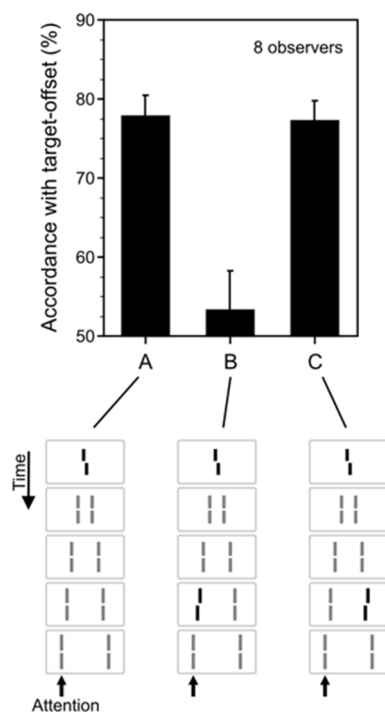 Accordance with target-offset (%)
90
80
70
60
50
8 observers
A B C
Time
Attention